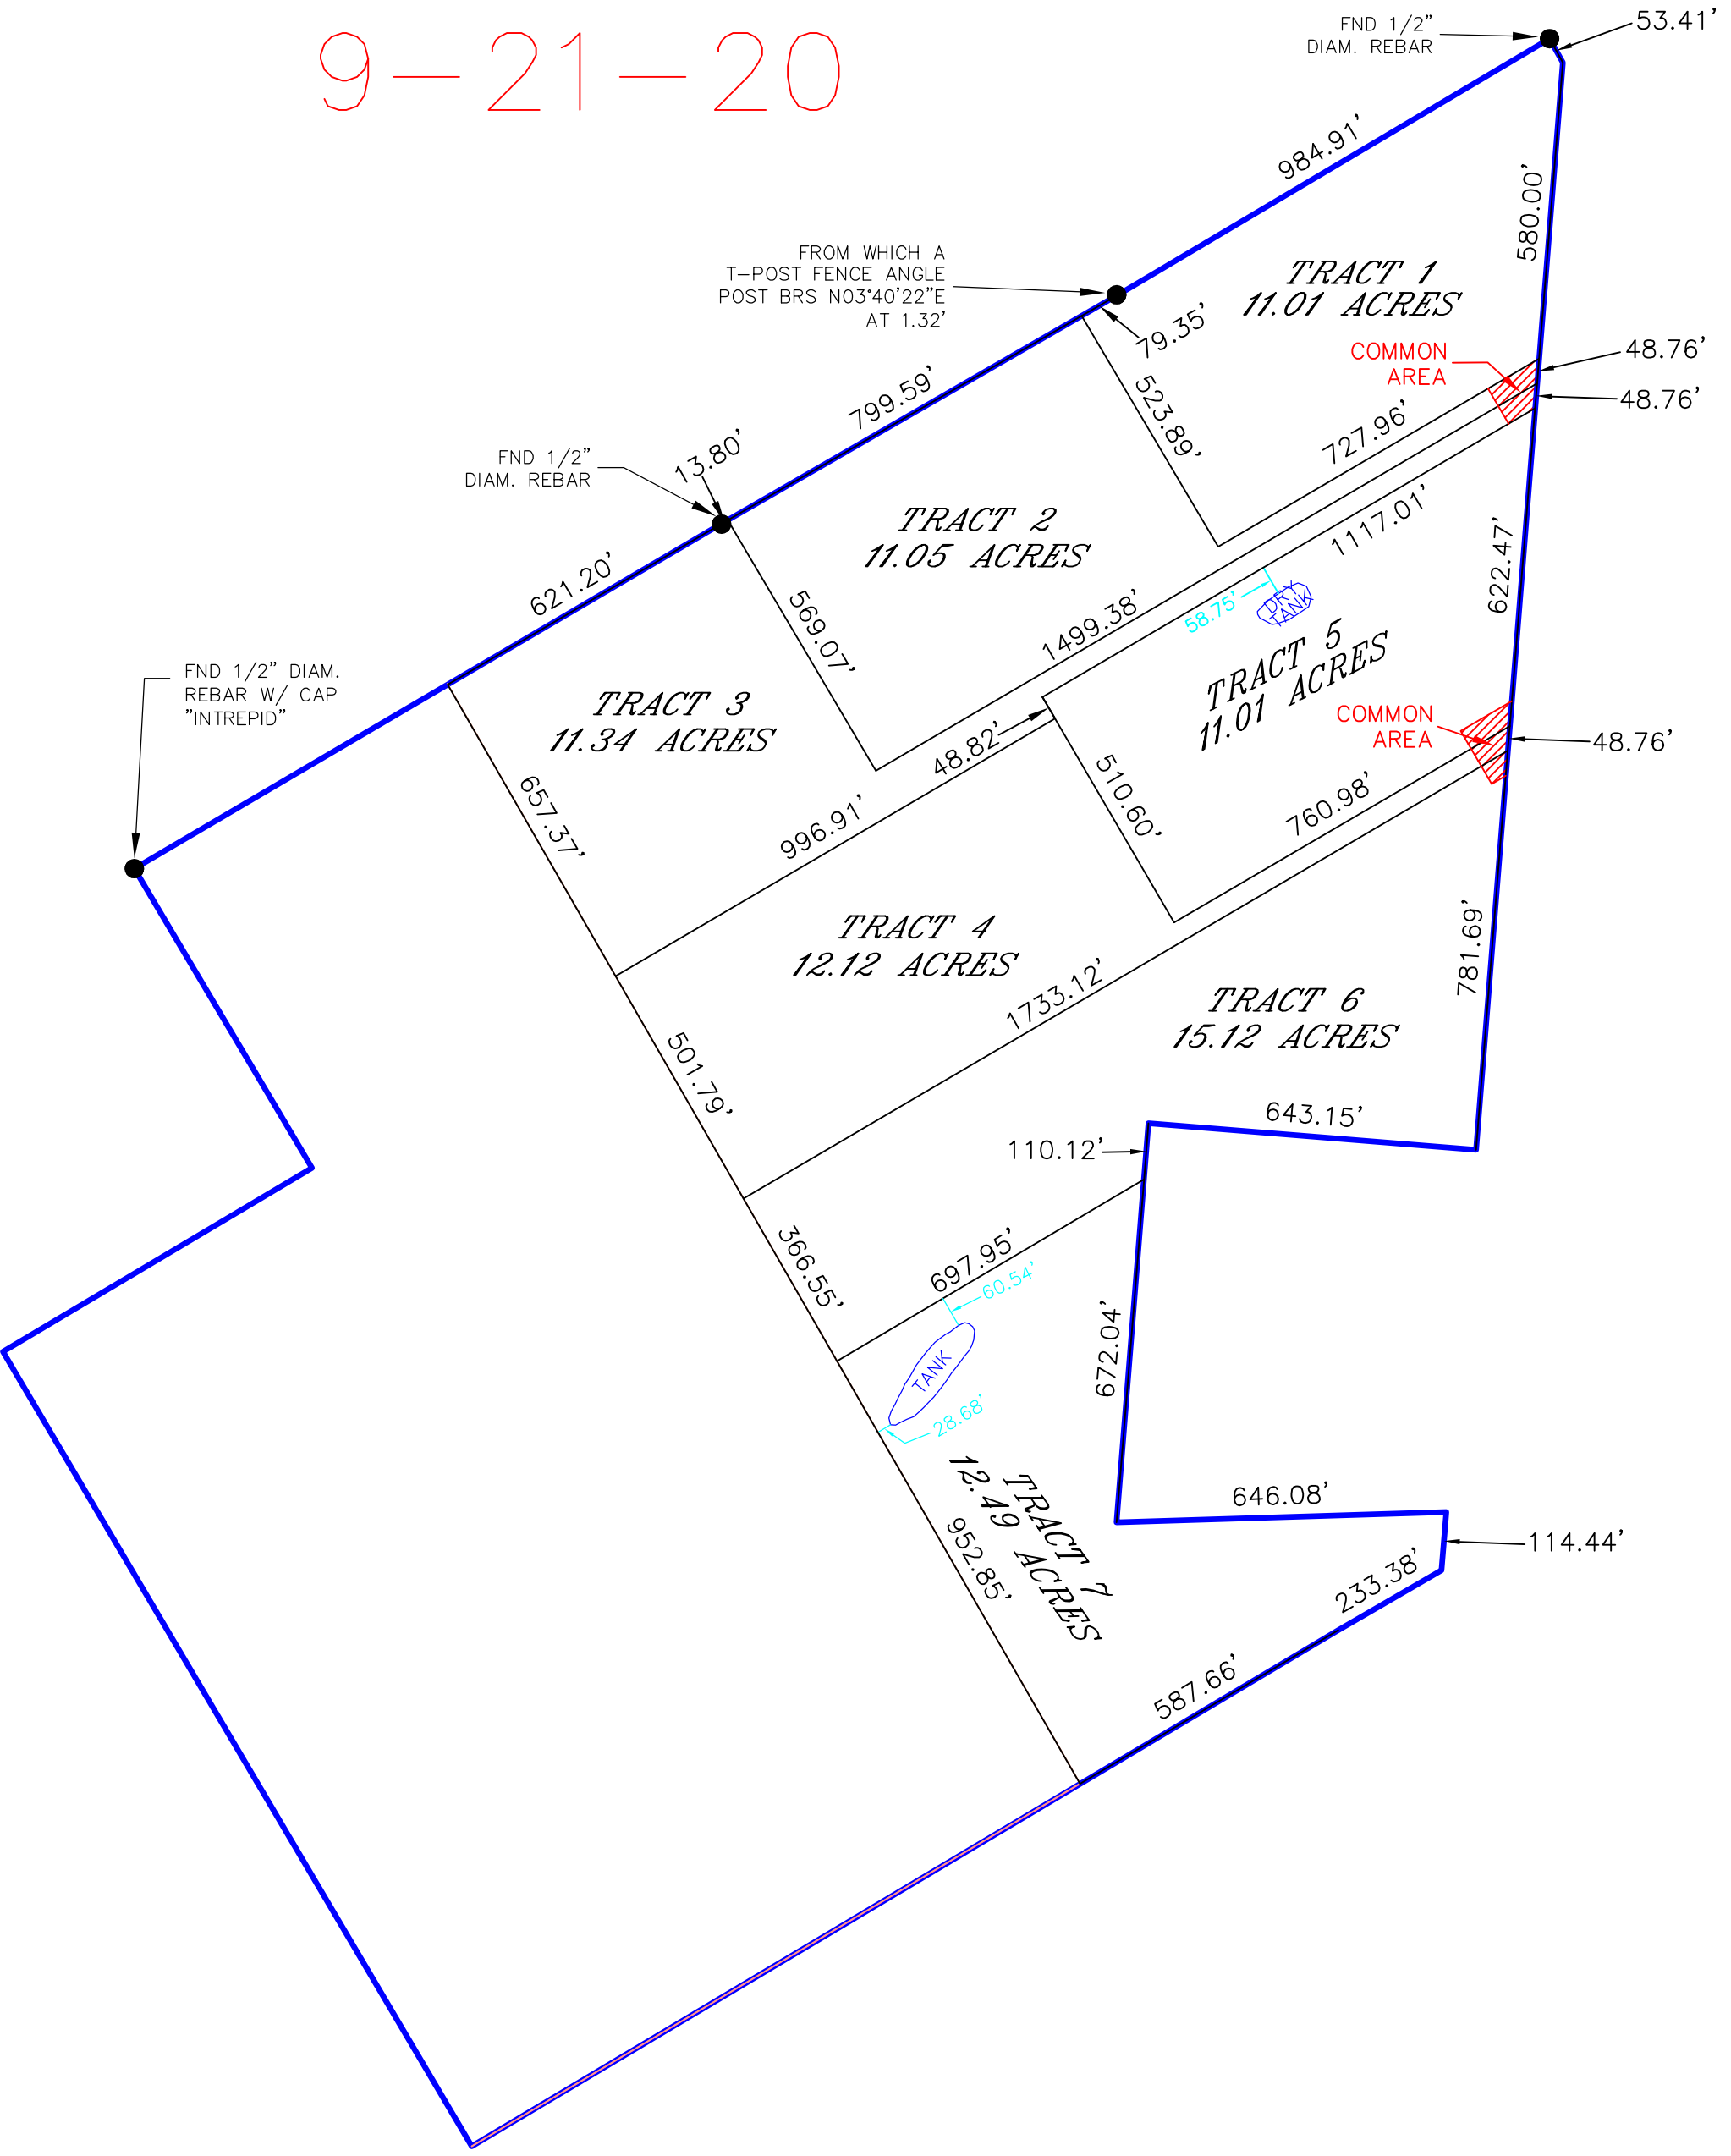 9-21-20
FND 1/2"
DIAM. REBAR
53.41'
984.91'
580.00'
FROM WHICH A
T-POST FENCE ANGLE
POST BRS N03°40'22"E
AT 1.32'
TRACT 1
11.01 ACRES
79.35'
COMMON
AREA
48.76'
48.76'
799.59'
523.89'
727.96'
13.80'
FND 1/2"
DIAM. REBAR
TRACT 2
11.05 ACRES
1117.01'
622.47'
621.20'
569.07'
1499.38'
58.75'
DRY
TANK
TRACT 5
11.01 ACRES
FND 1/2" DIAM.
REBAR W/ CAP
"INTREPID"
TRACT 3
11.34 ACRES
48.82'
COMMON
AREA
48.76'
657.37'
996.91'
510.60'
760.98'
TRACT 4
12.12 ACRES
781.69'
1733.12'
TRACT 6
15.12 ACRES
501.79'
643.15'
110.12'
366.55'
697.95'
60.54'
672.04'
TANK
28.68'
TRACT 7
12.49 ACRES
646.08'
952.85'
114.44'
233.38'
587.66'